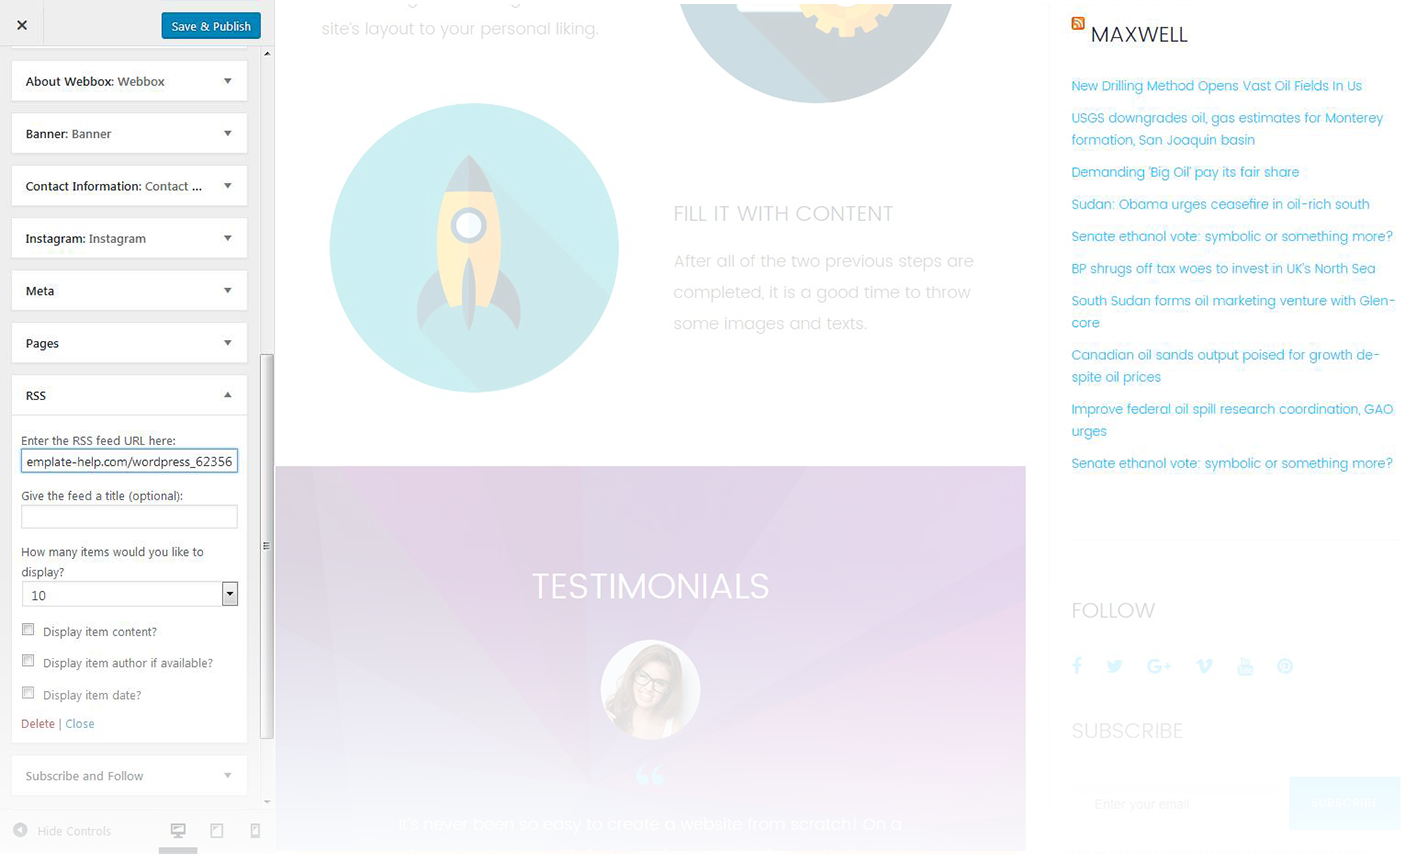 Save & Publish
About Webbox: Webbox
Banner: Banner
Contact Information: Contact ...
Instagram: Instagram
Meta
Pages
RSS
Enter the RSS feed URL here:
emplate-help.com/wordpress_62356
Give the feed a title (optional):
How many items would you like to
display?
10
Display item content?
Display item author if available?
Display item date?
Delete | Close
Subscribe and Follow
Hide Controls
site's layout to your personal liking.
FILL IT WITH CONTENT
After all of the two previous steps are
completed, it is a good time to throw
some images and texts.
TESTIMONIALS
It's never been so easy to create a website from scratch! On a
MAXWELL
New Drilling Method Opens Vast Oil Fields In Us
USGS downgrades oil, gas estimates for Monterey
formation, San Joaquin basin
Demanding 'Big Oil' pay its fair share
Sudan: Obama urges ceasefire in oil-rich south
Senate ethanol vote: symbolic or something more?
BP shrugs off tax woes to invest in UK's North Sea
South Sudan forms oil marketing venture with Glen-
core
Canadian oil sands output poised for growth de-
spite oil prices
Improve federal oil spill research coordination, GAO
urges
Senate ethanol vote: symbolic or something more?
FOLLOW
SUBSCRIBE
Enter your email
SUBSCRIBE